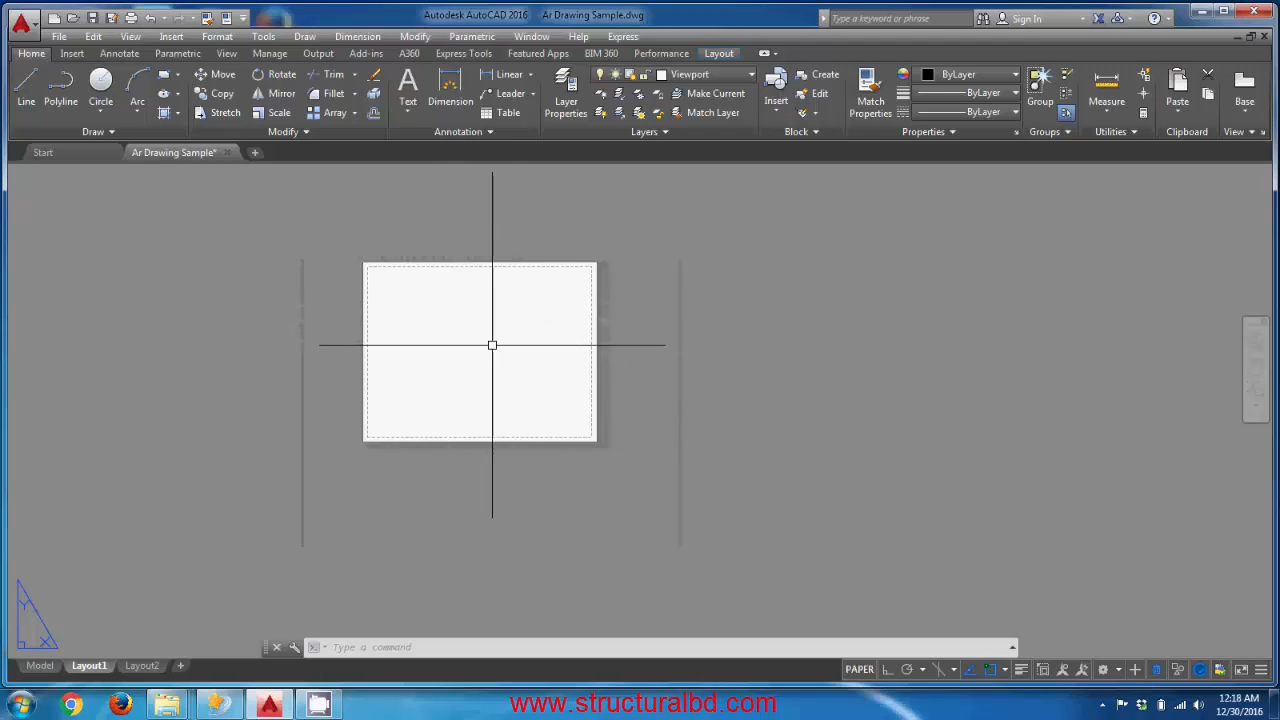 Autodesk AutoCAD 2016 Ar Drawing Sample.dwg Type a keyword or phrase Sign In
File Edit View Insert Format Tools Draw Dimension Modify Parametric Window Help Express
Home Insert Annotate Parametric View Manage Output Add-ins A360 Express Tools Featured Apps BIM 360 Performance Layout
Line Polyline Circle Arc
Move Rotate Trim
Copy Mirror Fillet
Stretch Scale Array
Text Dimension
Linear
Leader
Table
Layer Properties
Viewport
Make Current
Match Layer
Insert
Create
Edit
Match Properties
ByLayer
ByLayer
ByLayer
Group
Measure
Paste
Base
Draw Modify Annotation Layers Block Properties Groups Utilities Clipboard View
Start Ar Drawing Sample*
Y
X
Type a command
Model Layout1 Layout2
PAPER
www.structuralbd.com
12:18 AM
12/30/2016